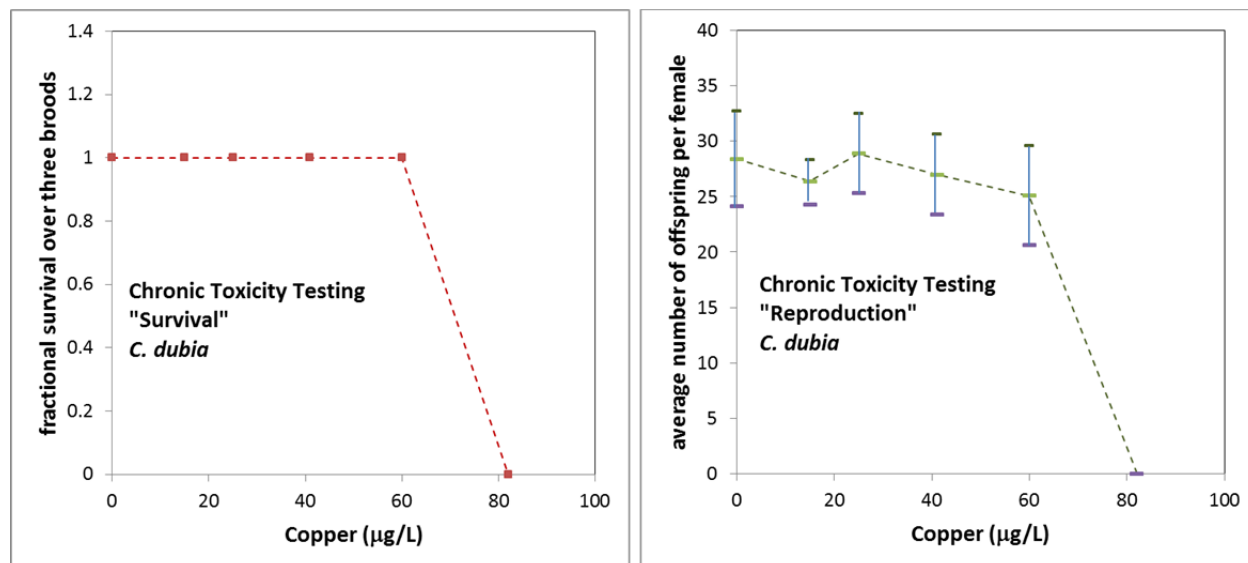 fractional survival over three broods
1.4
1.2
1
0.8
0.6
0.4
0.2
0
Chronic Toxicity Testing
"Survival"
C. dubia
0 20 40 60 80 100
Copper (µg/L)
average number of offspring per female
40
35
30
25
20
15
10
5
0
Chronic Toxicity Testing
"Reproduction"
C. dubia
0 20 40 60 80 100
Copper (µg/L)